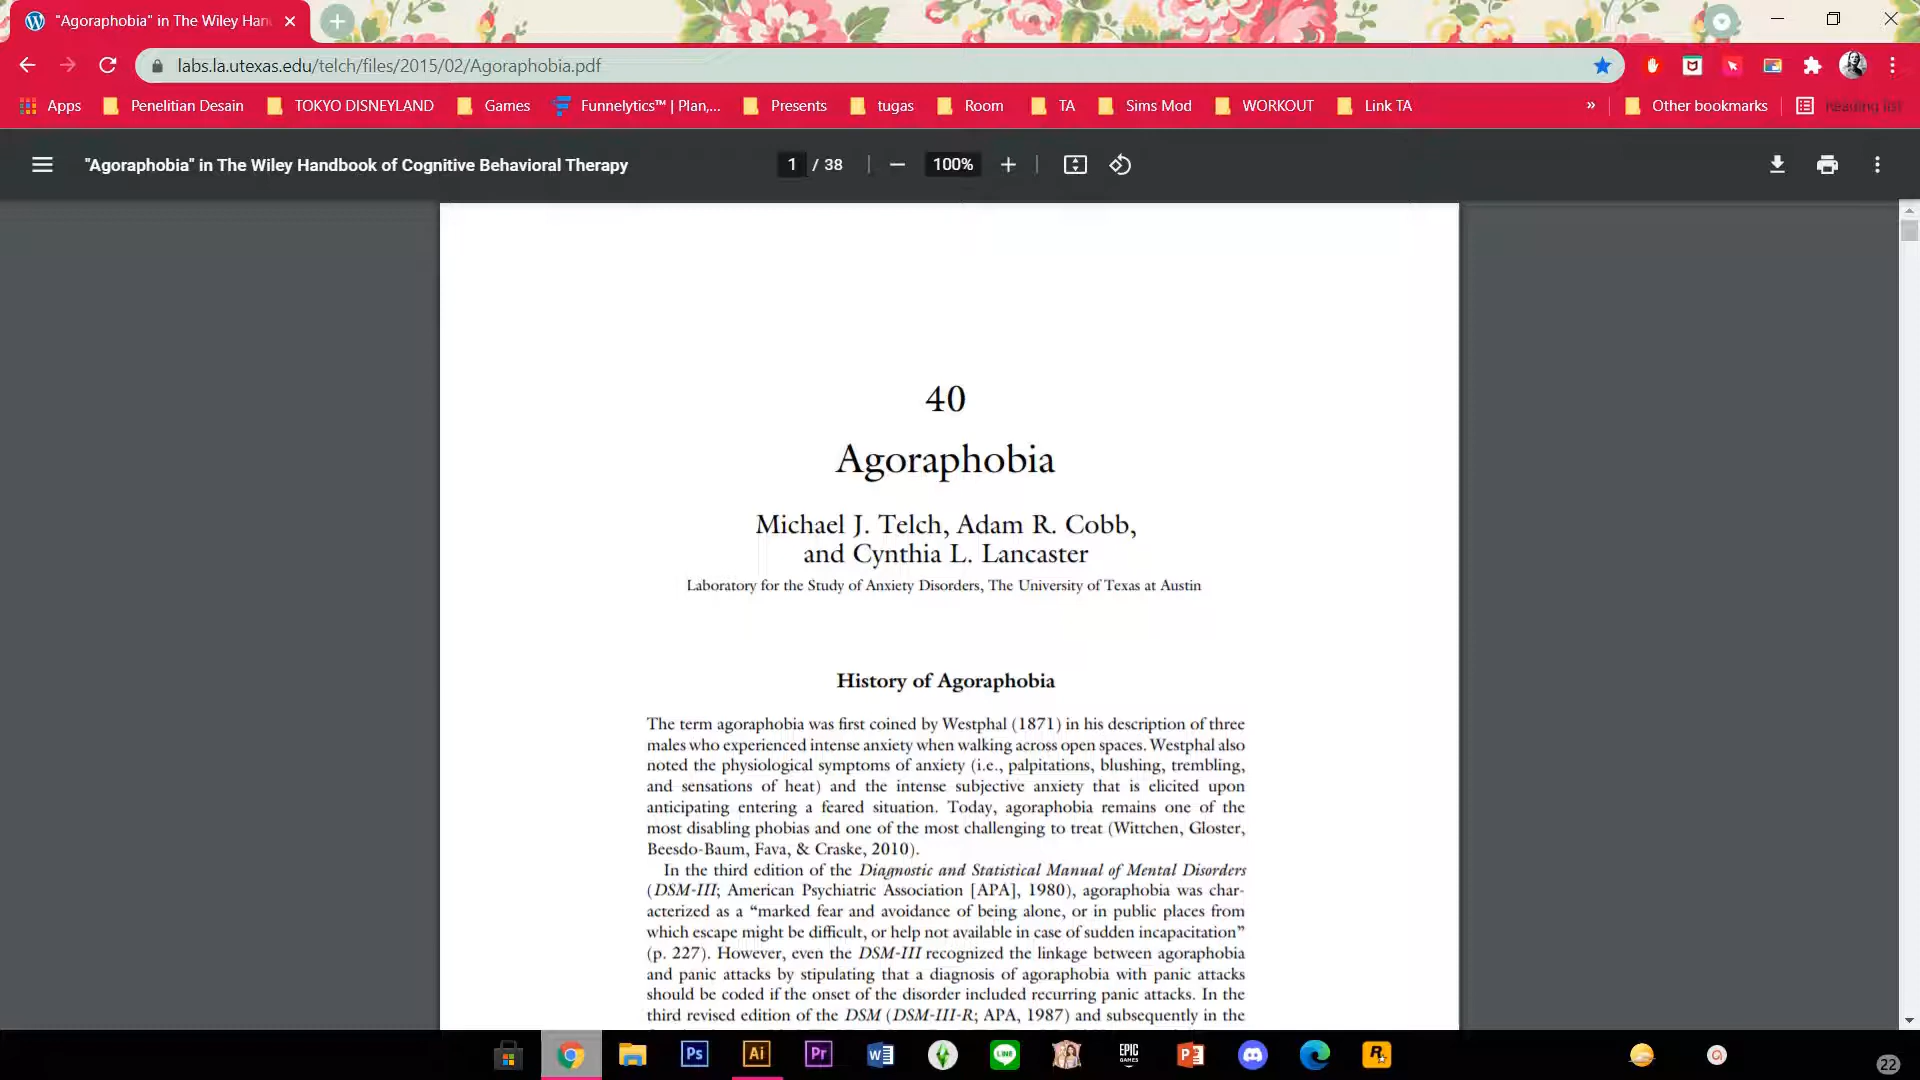 "Agoraphobia" in The Wiley Han
labs.la.utexas.edu/telch/files/2015/02/Agoraphobia.pdf
Apps Penelitian Desain TOKYO DISNEYLAND Games Funnelytics™ | Plan,... Presents tugas Room TA Sims Mod WORKOUT Link TA » Other bookmarks Reading list
"Agoraphobia" in The Wiley Handbook of Cognitive Behavioral Therapy 1 / 38 100%
40
Agoraphobia
Michael J. Telch, Adam R. Cobb,
and Cynthia L. Lancaster
Laboratory for the Study of Anxiety Disorders, The University of Texas at Austin
History of Agoraphobia
The term agoraphobia was first coined by Westphal (1871) in his description of three
males who experienced intense anxiety when walking across open spaces. Westphal also
noted the physiological symptoms of anxiety (i.e., palpitations, blushing, trembling,
and sensations of heat) and the intense subjective anxiety that is elicited upon
anticipating entering a feared situation. Today, agoraphobia remains one of the
most disabling phobias and one of the most challenging to treat (Wittchen, Gloster,
Beesdo-Baum, Fava, & Craske, 2010).
In the third edition of the Diagnostic and Statistical Manual of Mental Disorders
(DSM-III; American Psychiatric Association [APA], 1980), agoraphobia was char-
acterized as a “marked fear and avoidance of being alone, or in public places from
which escape might be difficult, or help not available in case of sudden incapacitation”
(p. 227). However, even the DSM-III recognized the linkage between agoraphobia
and panic attacks by stipulating that a diagnosis of agoraphobia with panic attacks
should be coded if the onset of the disorder included recurring panic attacks. In the
third revised edition of the DSM (DSM-III-R; APA, 1987) and subsequently in the
Ps Ai Pr W LINE EPIC GAMES P R
22